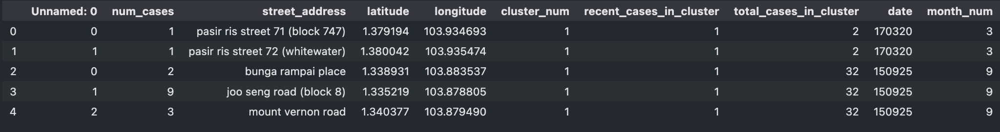 Unnamed: 0 num_cases street_address latitude longitude cluster_num recent_cases_in_cluster total_cases_in_cluster date month_num
0 0 1 pasir ris street 71 (block 747) 1.379194 103.934693 1 1 2 170320 3
1 1 1 pasir ris street 72 (whitewater) 1.380042 103.935474 1 1 2 170320 3
2 0 2 bunga rampai place 1.338931 103.883537 1 1 32 150925 9
3 1 9 joo seng road (block 8) 1.335219 103.878805 1 1 32 150925 9
4 2 3 mount vernon road 1.340377 103.879490 1 1 32 150925 9